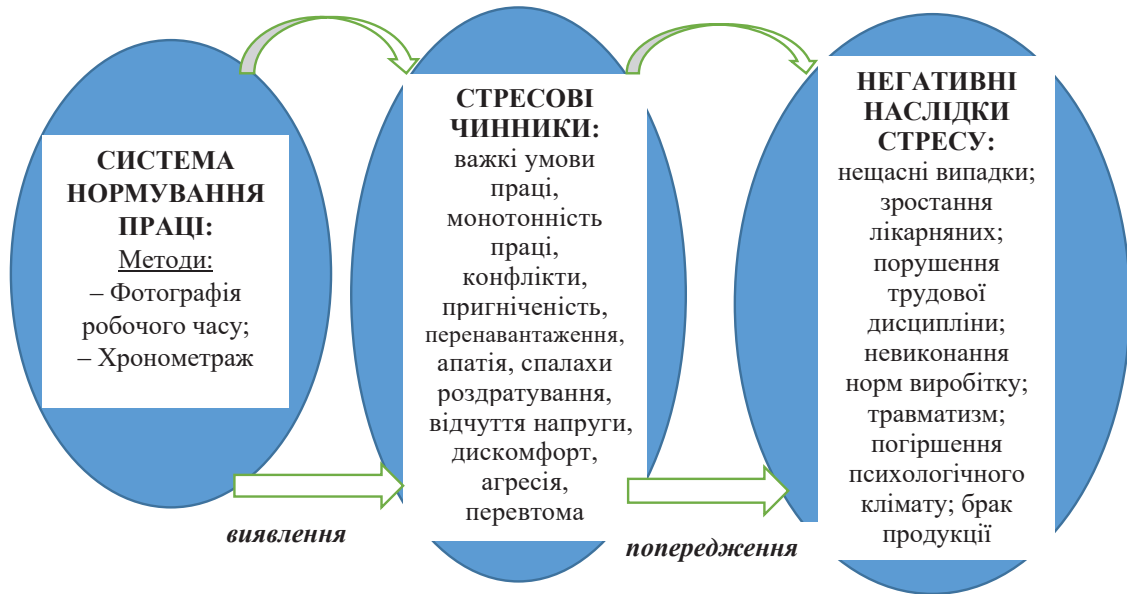 СИСТЕМА
НОРМУВАННЯ
ПРАЦІ:
Методи:
– Фотографія
робочого часу;
– Хронометраж
виявлення
СТРЕСОВІ
ЧИННИКИ:
важкі умови
праці,
монотонність
праці,
конфлікти,
пригніченість,
перенавантаження,
апатія, спалахи
роздратування,
відчуття напруги,
дискомфорт,
агресія,
перевтома
попередження
НЕГАТИВНІ
НАСЛІДКИ
СТРЕСУ:
нещасні випадки;
зростання
лікарняних;
порушення
трудової
дисципліни;
невиконання
норм виробітку;
травматизм;
погіршення
психологічного
клімату; брак
продукції